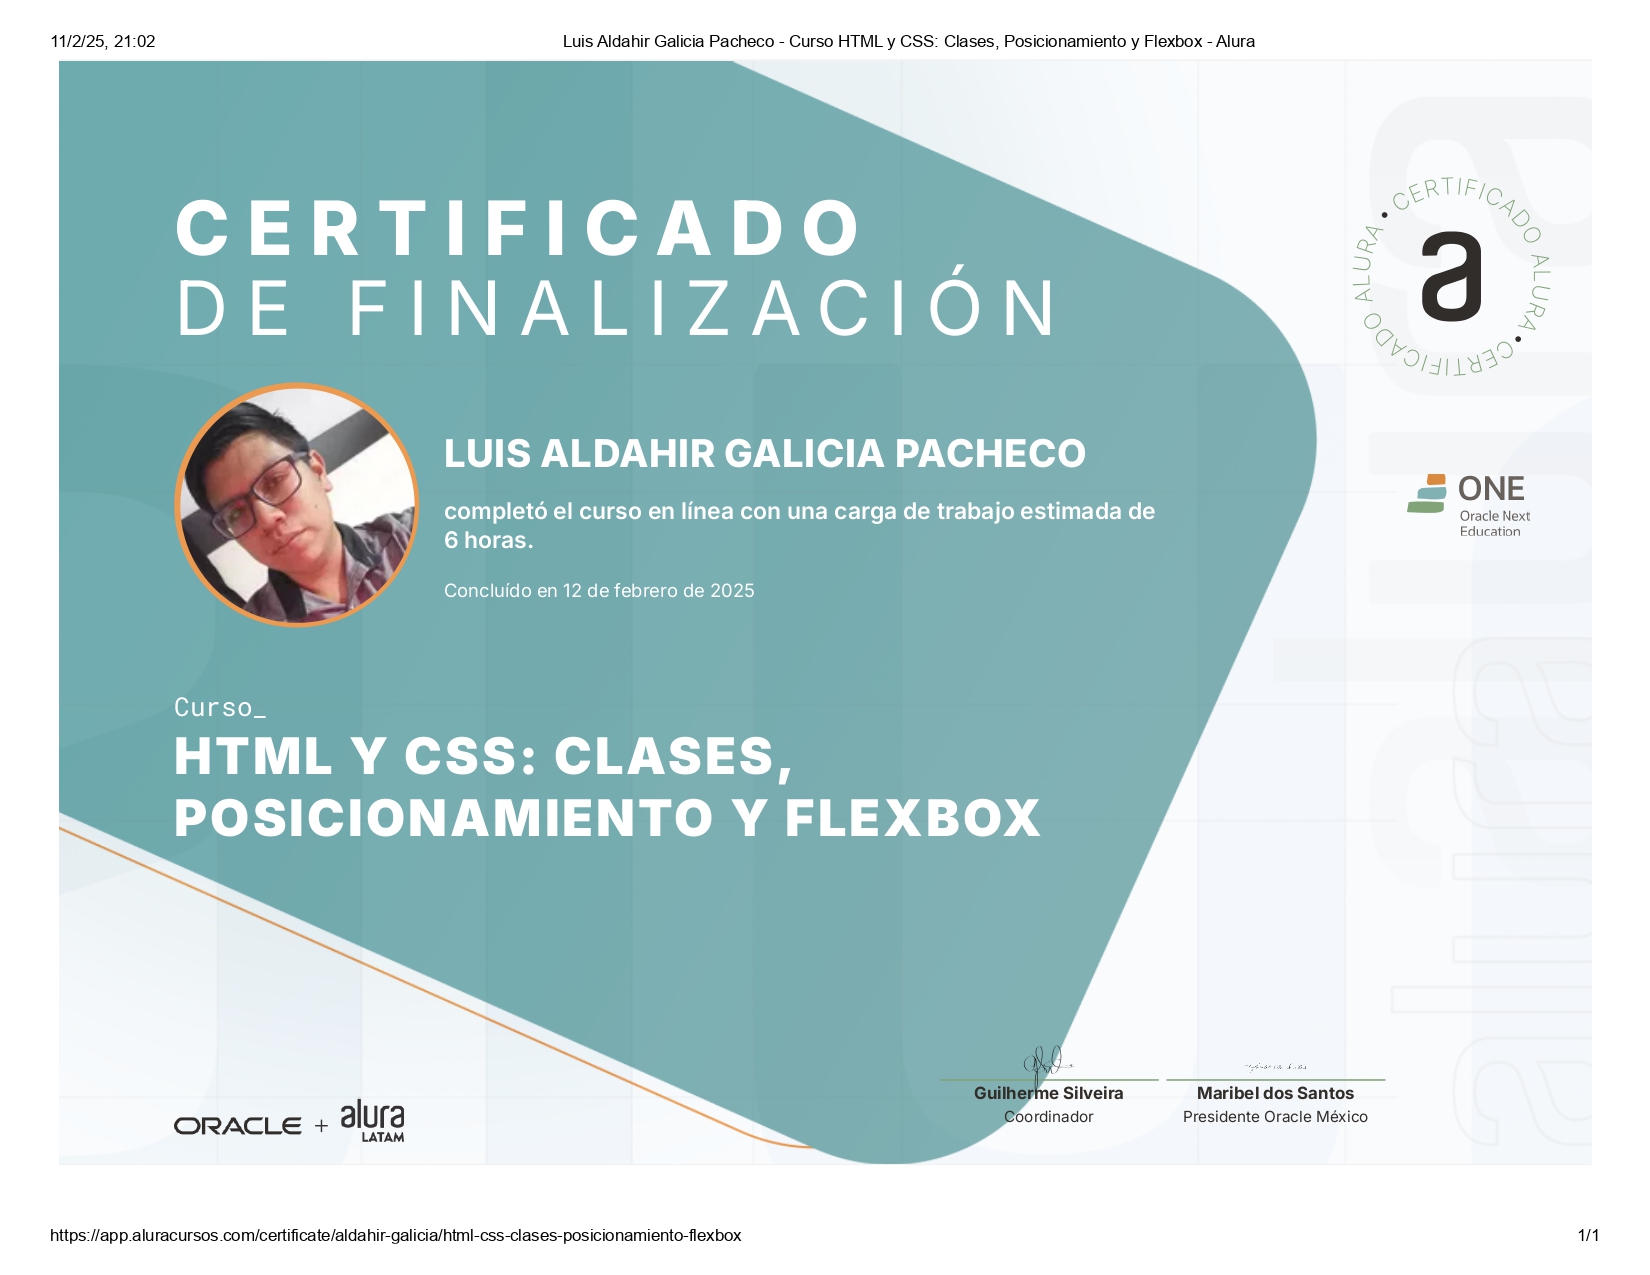 11/2/25, 21:02
Luis Aldahir Galicia Pacheco - Curso HTML y CSS: Clases, Posicionamiento y Flexbox - Alura
CERTIFICADO
DE FINALIZACIÓN
• CERTIFICADO ALURA • CERTIFICADO ALURA
a
LUIS ALDAHIR GALICIA PACHECO
completó el curso en línea con una carga de trabajo estimada de
6 horas.
Concluído en 12 de febrero de 2025
ONE
Oracle Next
Education
Curso_
HTML Y CSS: CLASES,
POSICIONAMIENTO Y FLEXBOX
alura
Guilherme Silveira
Coordinador
Maribel dos Santos
Presidente Oracle México
ORACLE + alura
LATAM
https://app.aluracursos.com/certificate/aldahir-galicia/html-css-clases-posicionamiento-flexbox
1/1